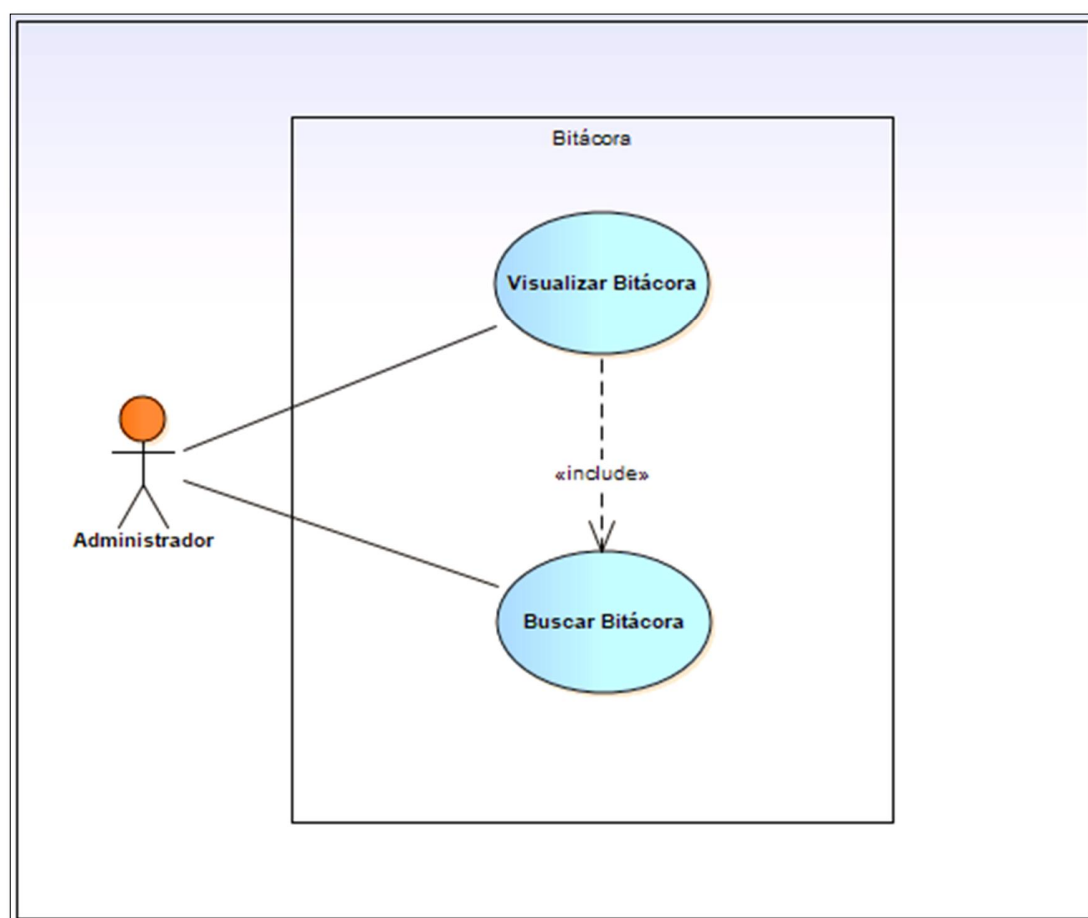 Bitácora
Visualizar Bitácora
«include»
Administrador
Buscar Bitácora